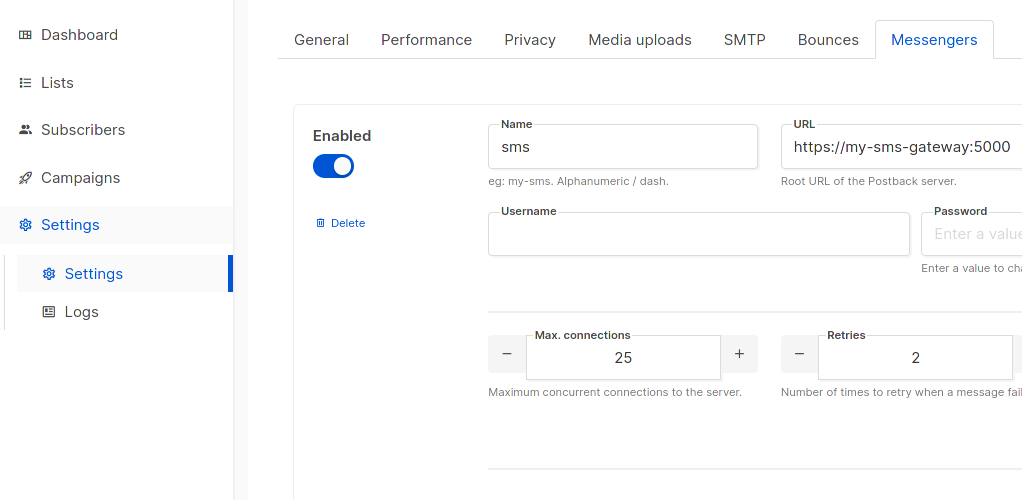 Dashboard
Lists
Subscribers
Campaigns
Settings
Settings
Logs
General Performance Privacy Media uploads SMTP Bounces Messengers
Enabled
Delete
Name
sms
eg: my-sms. Alphanumeric / dash.
URL
https://my-sms-gateway:5000
Root URL of the Postback server.
Username
Password
Enter a value
Enter a value to cha
Max. connections
− 25 +
Maximum concurrent connections to the server.
Retries
− 2
Number of times to retry when a message fail